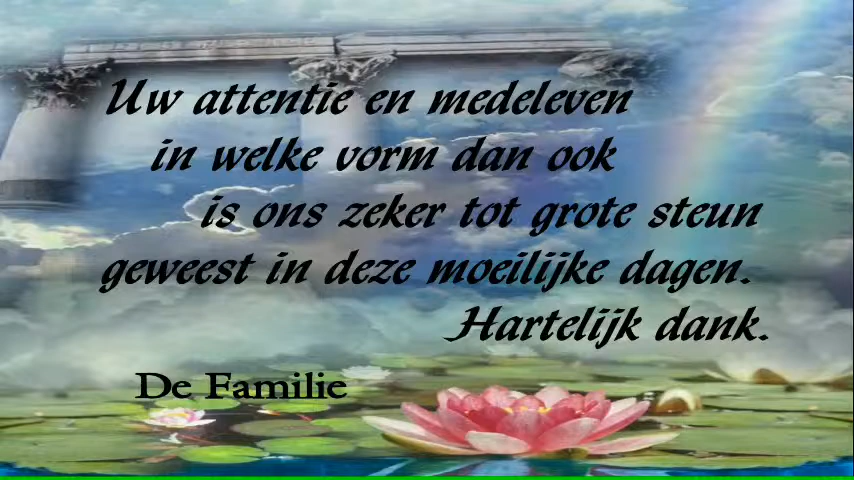 Uw attentie en medeleven
in welke vorm dan ook
is ons zeker tot grote steun
geweest in deze moeilijke dagen.
Hartelijk dank.
De Familie